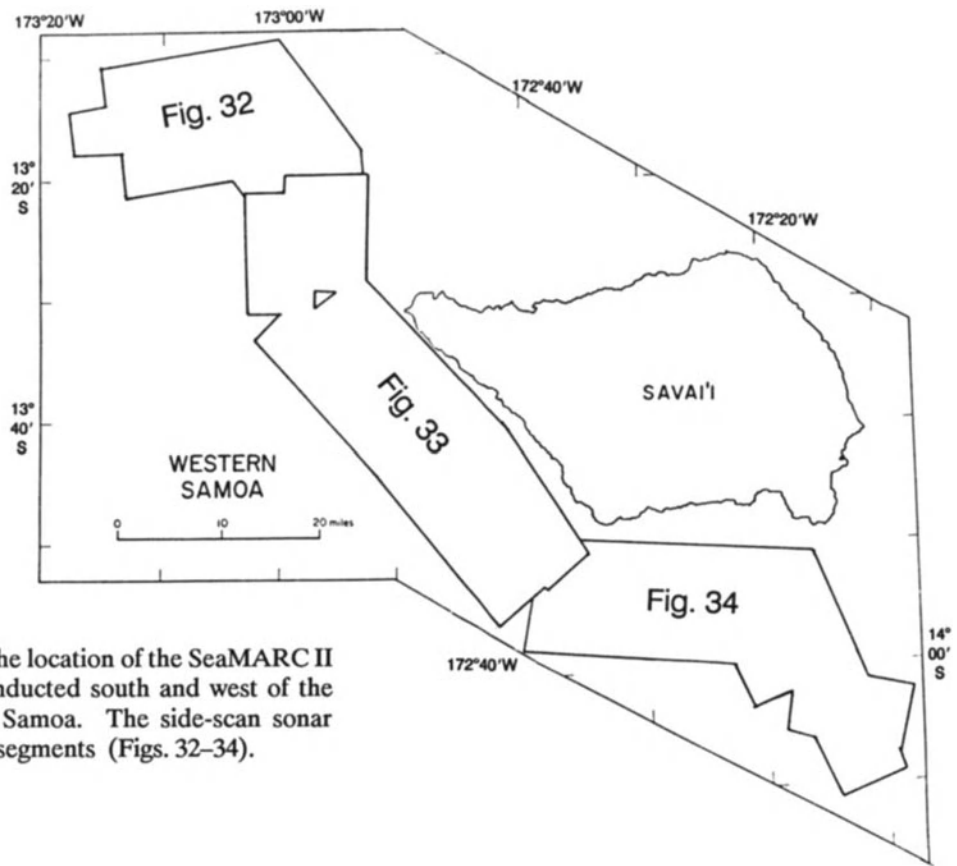 173°20'W
173°00'W
172°40'W
Fig. 32
13°
20'
S
172°20'W
Fig. 33
SAVAI'I
13°
40'
S
WESTERN
SAMOA
0 10 20 miles
Fig. 34
14°
00'
S
172°40'W
he location of the SeaMARC II
nducted south and west of the
Samoa. The side-scan sonar
segments (Figs. 32–34).